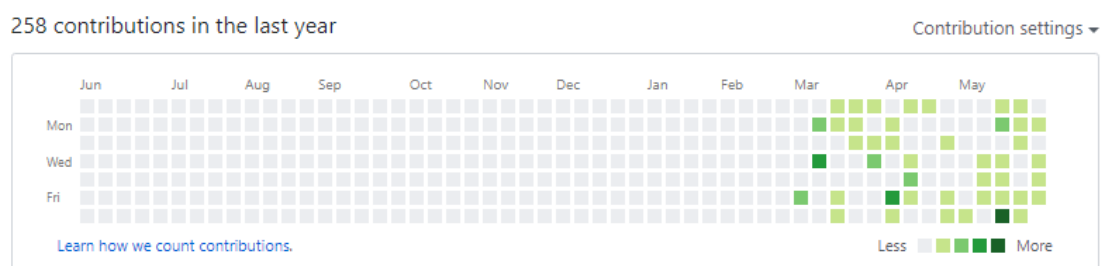 258 contributions in the last year
Contribution settings
Jun Jul Aug Sep Oct Nov Dec Jan Feb Mar Apr May
Mon
Wed
Fri
Learn how we count contributions.
Less More